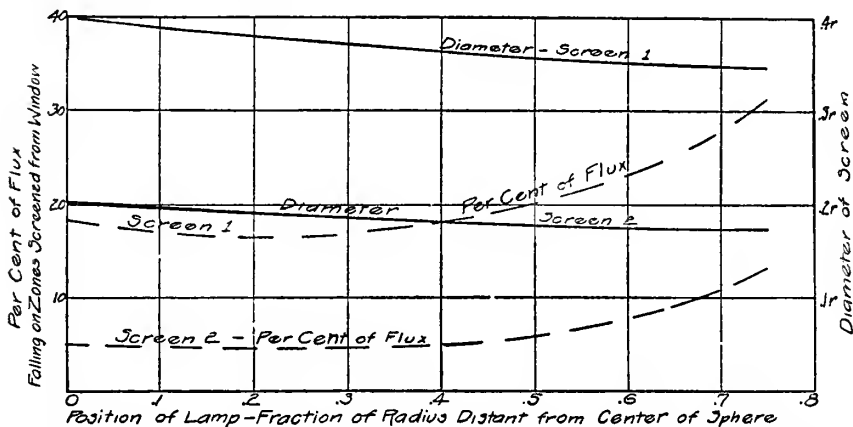 40
30
20
10
Per Cent of Flux
Falling on Zones Screened from Window
Diameter - Screen 1
Per Cent of Flux
Diameter
Screen 2
Screen 1
Screen 2 - Per Cent of Flux
.4r
.3r
.2r
.1r
Diameter of Screen
0 .1 .2 .3 .4 .5 .6 .7 .8
Position of Lamp-Fraction of Radius Distant from Center of Sphere